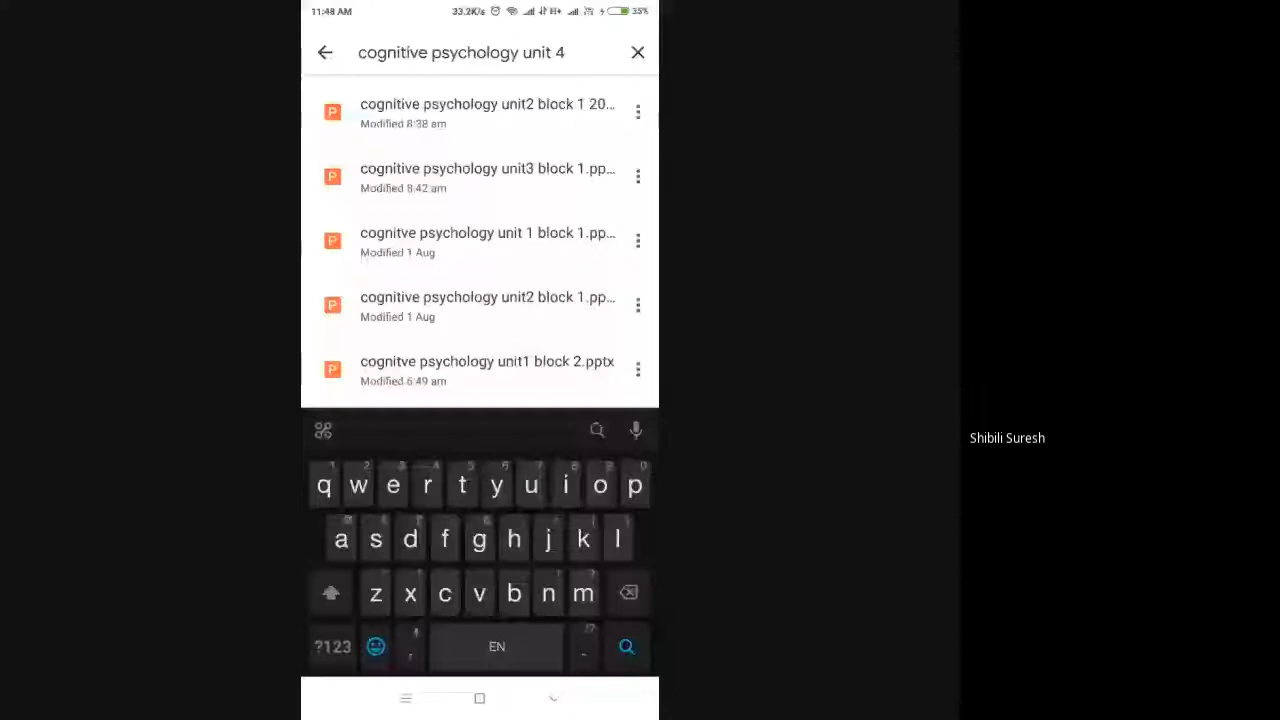 11:48 AM 33.2K/s H+ 35%
cognitive psychology unit 4
cognitive psychology unit2 block 1 20...
Modified 8:38 am
cognitive psychology unit3 block 1.pp...
Modified 8:42 am
cognitve psychology unit 1 block 1.pp...
Modified 1 Aug
cognitive psychology unit2 block 1.pp...
Modified 1 Aug
cognitve psychology unit1 block 2.pptx
Modified 6:49 am
Shibili Suresh
q w e r t y u i o p
a s d f g h j k l
z x c v b n m
?123 , EN .